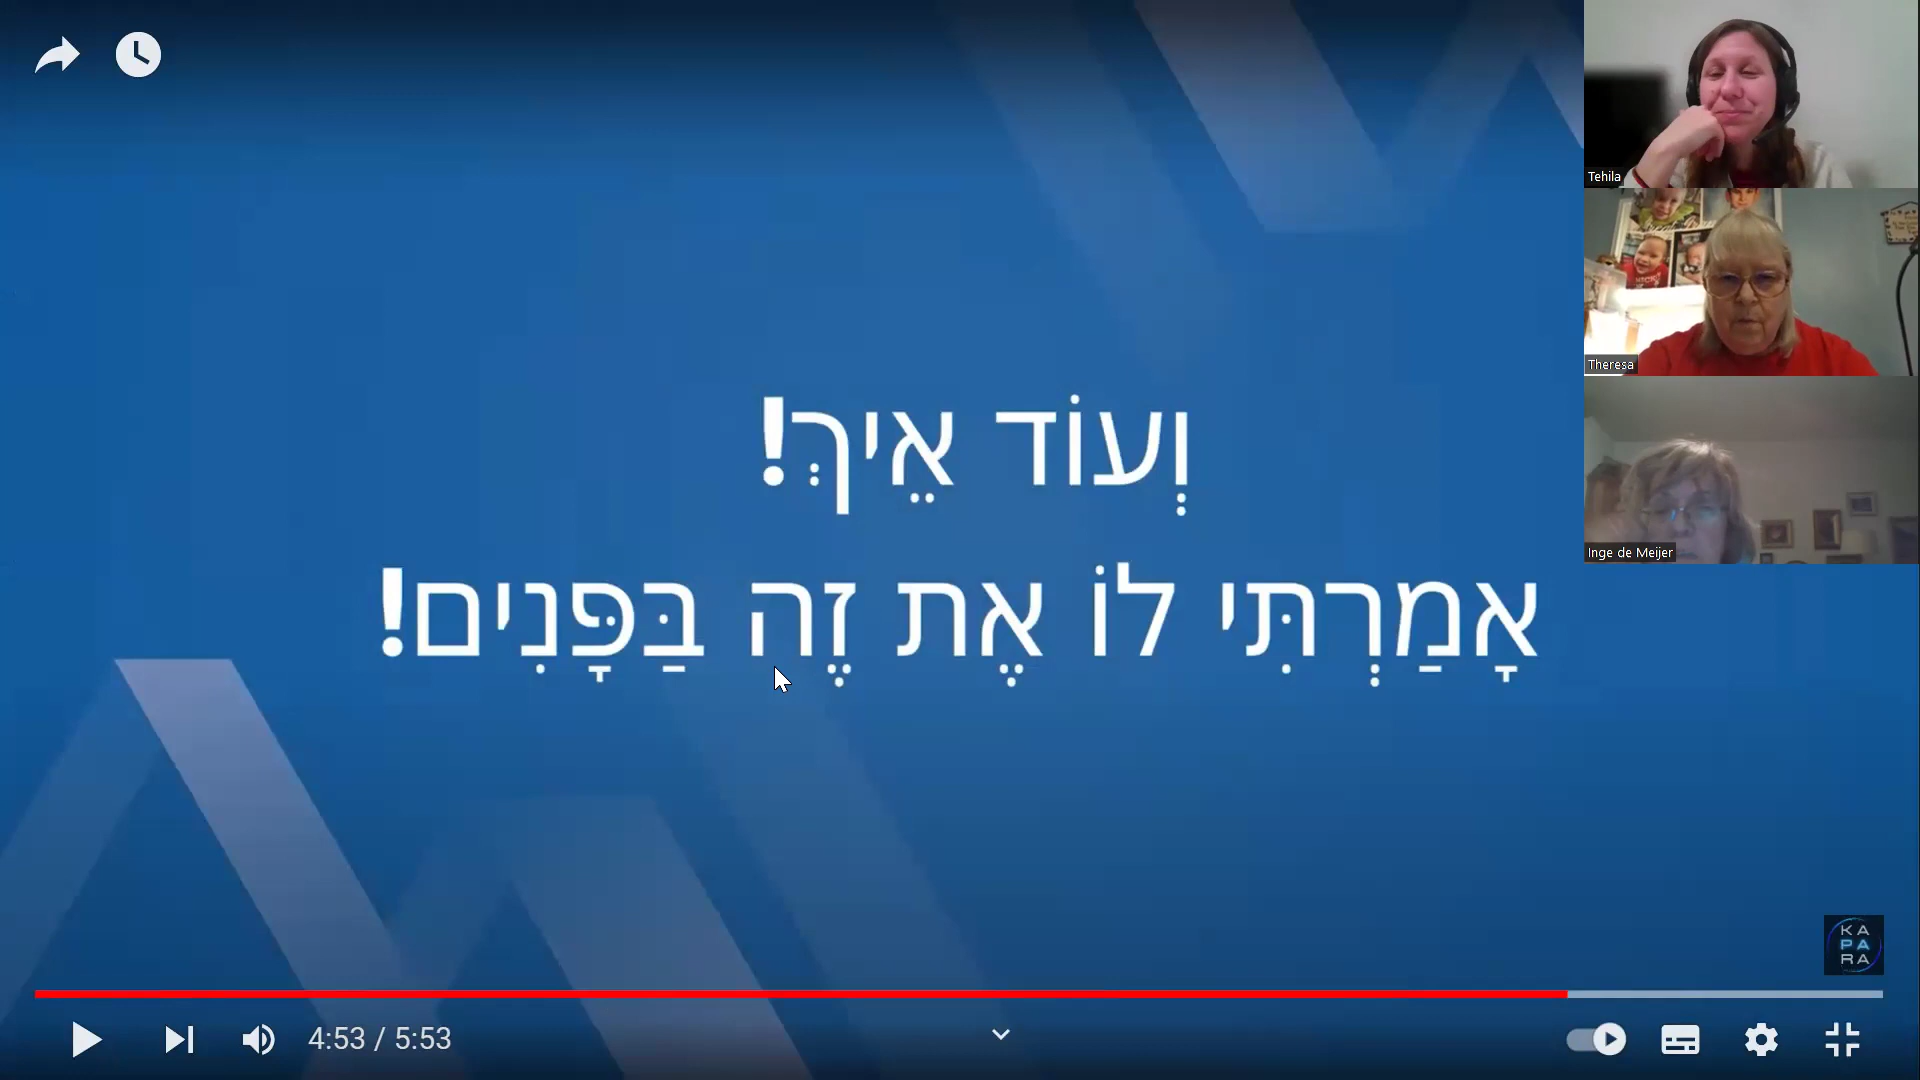 Tehila
Theresa
Inge de Meijer
וְעוֹד אֵיךְ!
אָמַרְתִּי לוֹ אֶת זֶה בַּפָּנִים!
KA
PA
RA
4:53 / 5:53